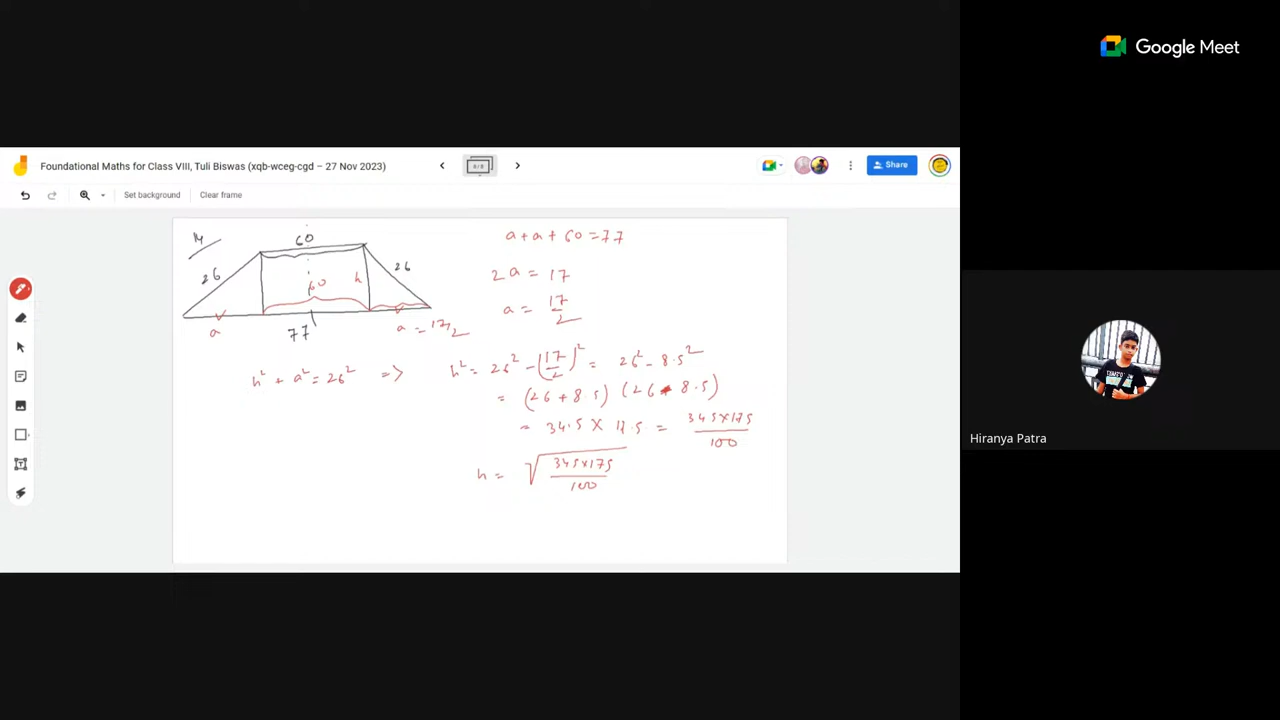 Google Meet
Foundational Maths for Class VIII, Tuli Biswas (xqb-wceg-cgd – 27 Nov 2023)
8/8
Share
Set background
Clear frame
60
26
26
60
h
a
77
a = 17/2
a + a + 60 = 77
2a = 17
a = 17/2
h² + a² = 26² => h² = 26² - (17/2)² = 26² - 8.5²
= (26 + 8.5) (26 - 8.5)
= 34.5 × 17.5 = 345×175/100
h = √(345×175/100)
Hiranya Patra